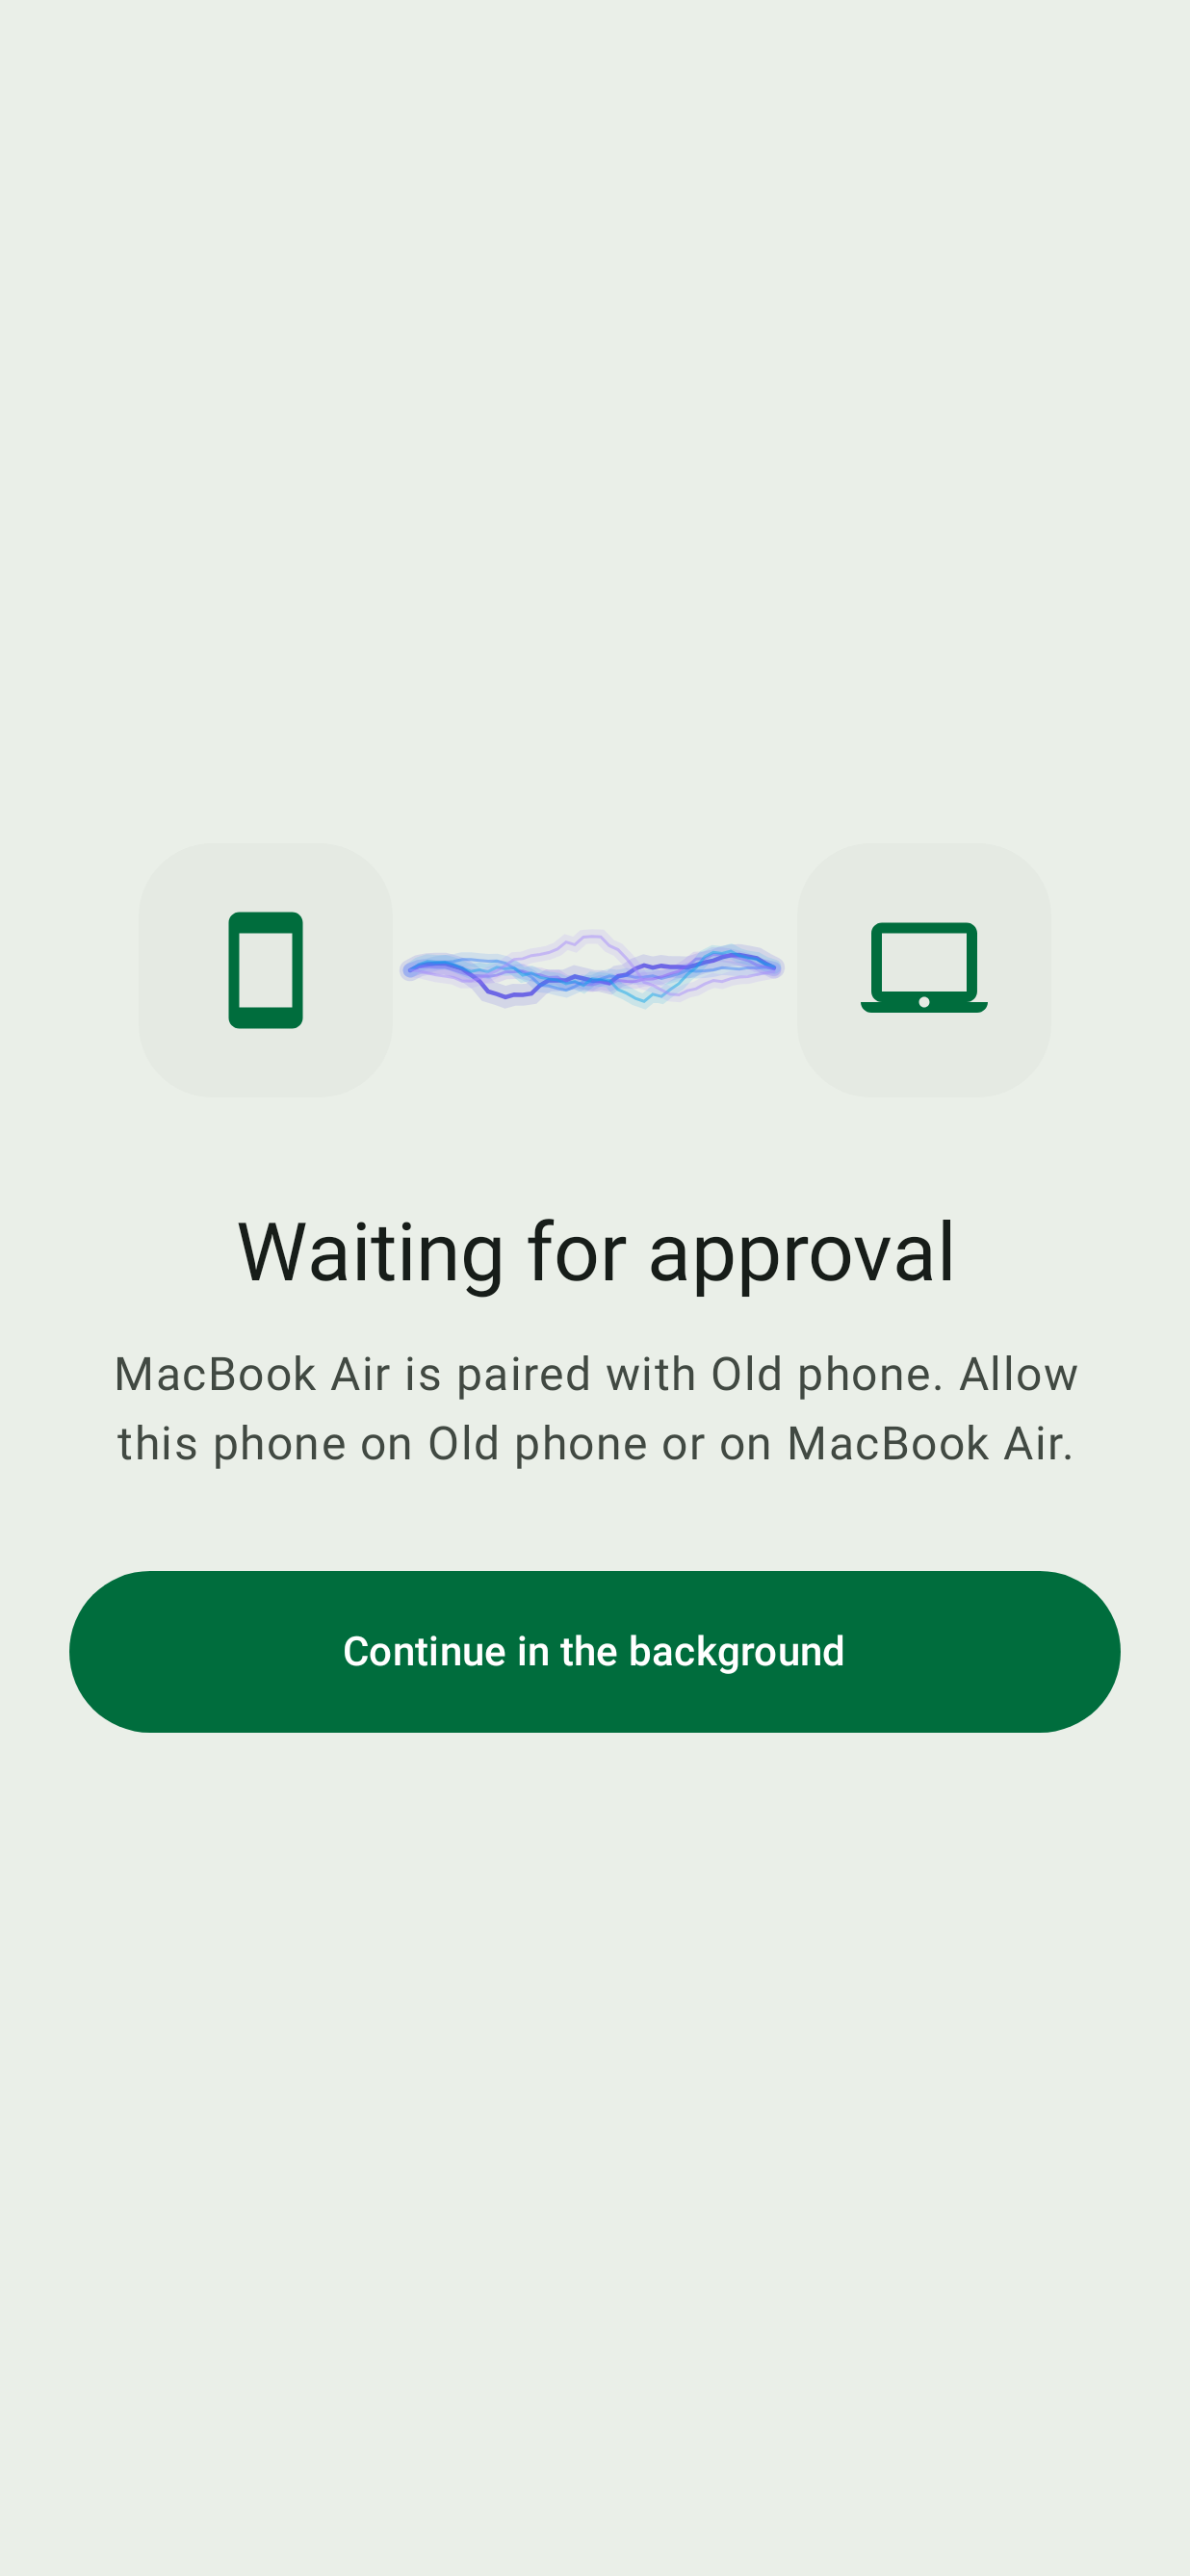 Waiting for approval
MacBook Air is paired with Old phone. Allow
this phone on Old phone or on MacBook Air.
Continue in the background